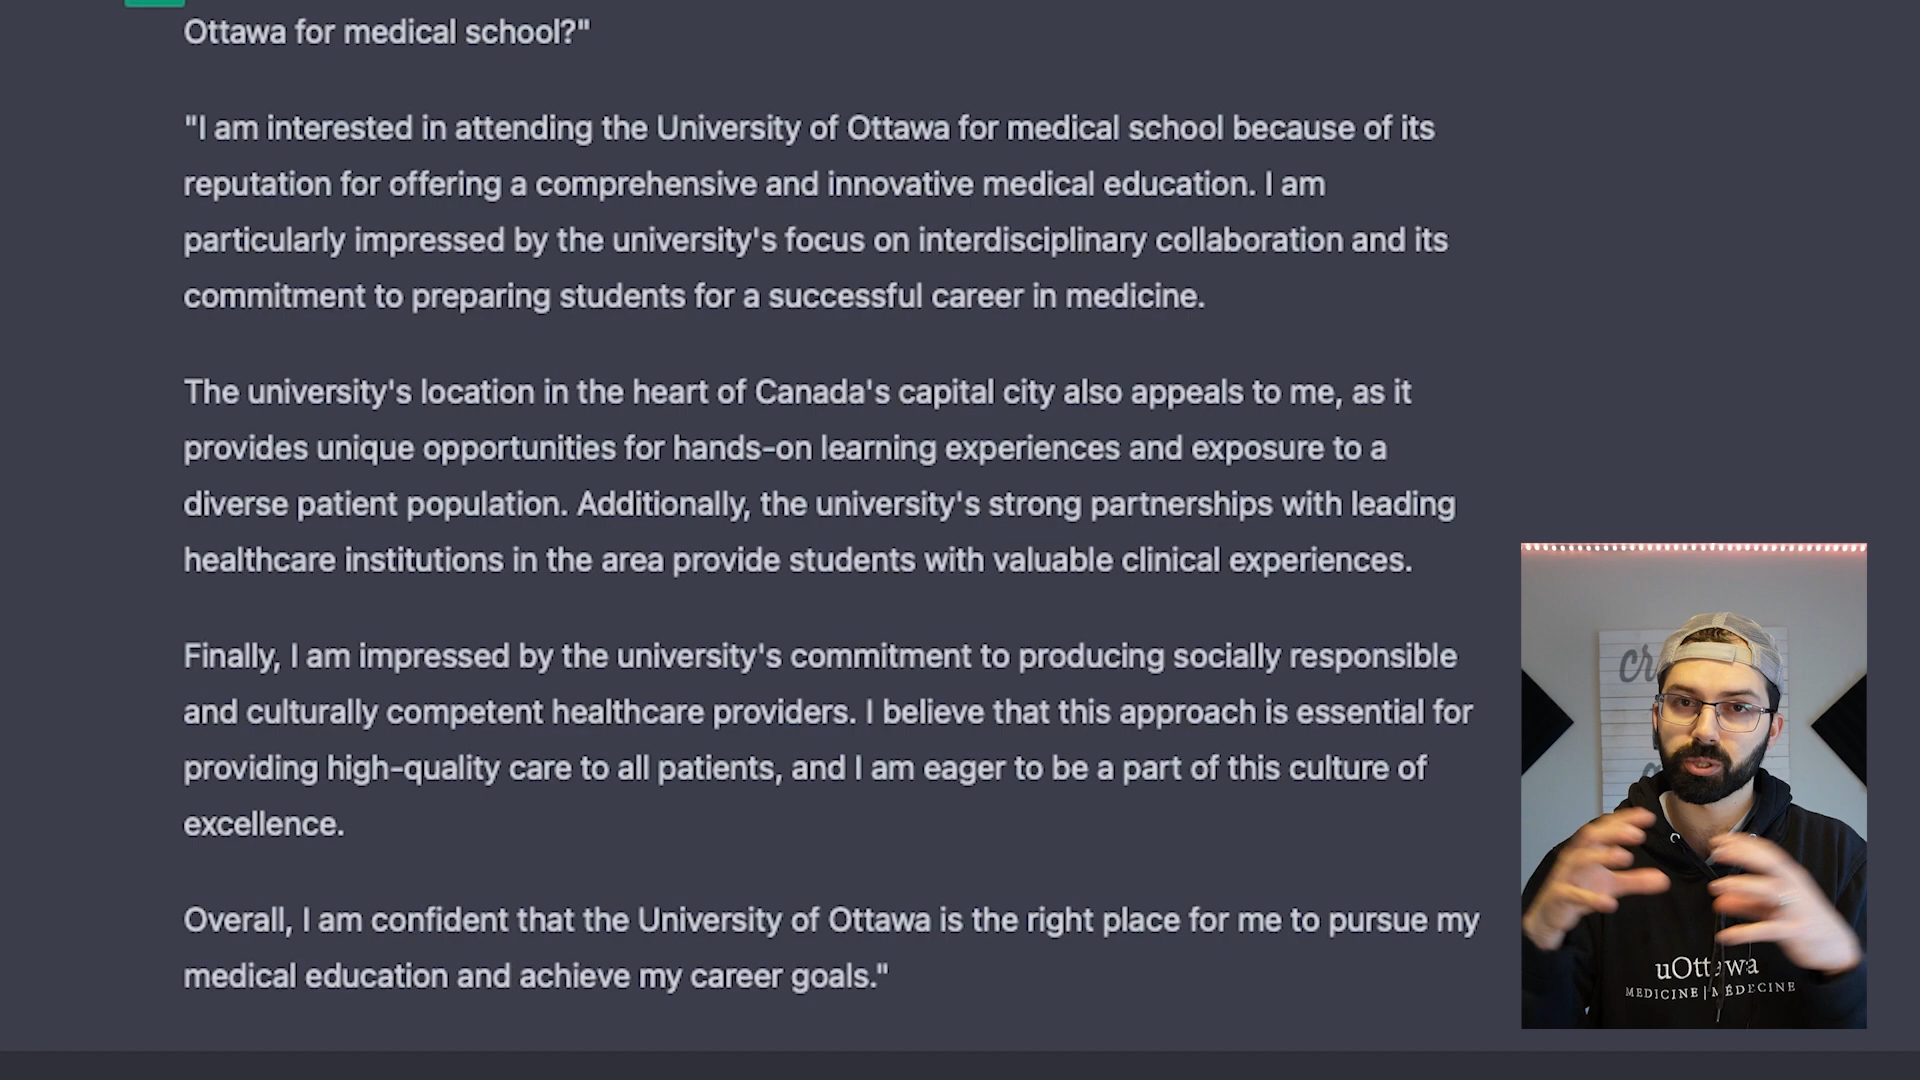 Ottawa for medical school?"
"I am interested in attending the University of Ottawa for medical school because of its
reputation for offering a comprehensive and innovative medical education. I am
particularly impressed by the university's focus on interdisciplinary collaboration and its
commitment to preparing students for a successful career in medicine.
The university's location in the heart of Canada's capital city also appeals to me, as it
provides unique opportunities for hands-on learning experiences and exposure to a
diverse patient population. Additionally, the university's strong partnerships with leading
healthcare institutions in the area provide students with valuable clinical experiences.
Finally, I am impressed by the university's commitment to producing socially responsible
and culturally competent healthcare providers. I believe that this approach is essential for
providing high-quality care to all patients, and I am eager to be a part of this culture of
excellence.
Overall, I am confident that the University of Ottawa is the right place for me to pursue my
medical education and achieve my career goals."
cr
uOttawa
MEDICINE | MÉDECINE